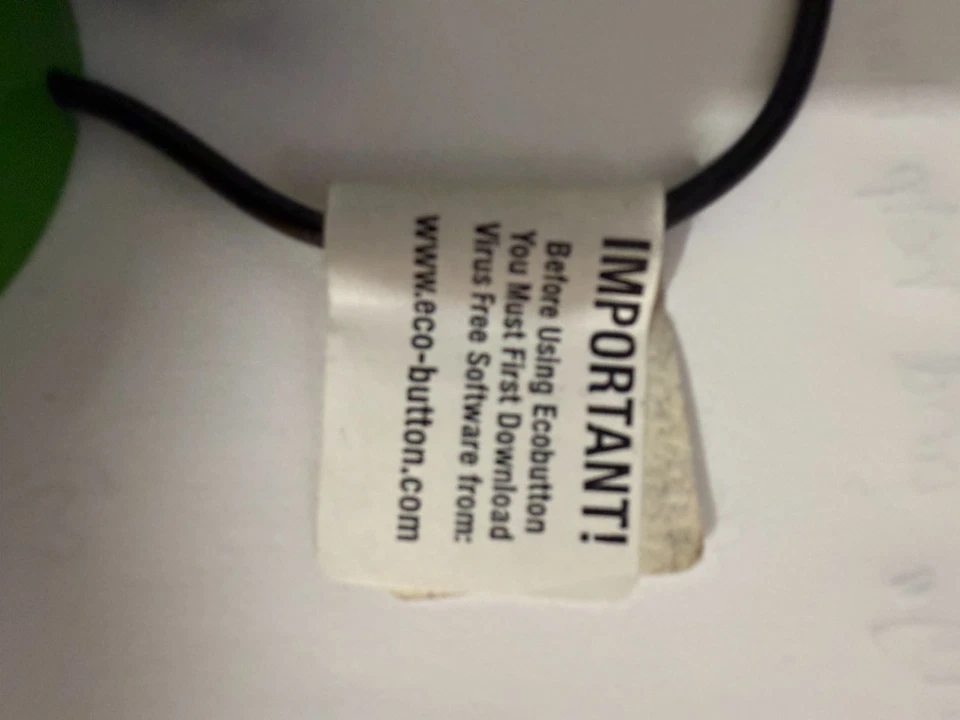 IMPORTANT!
Before Using Ecobutton
You Must First Download
Virus Free Software from:
www.eco-button.com